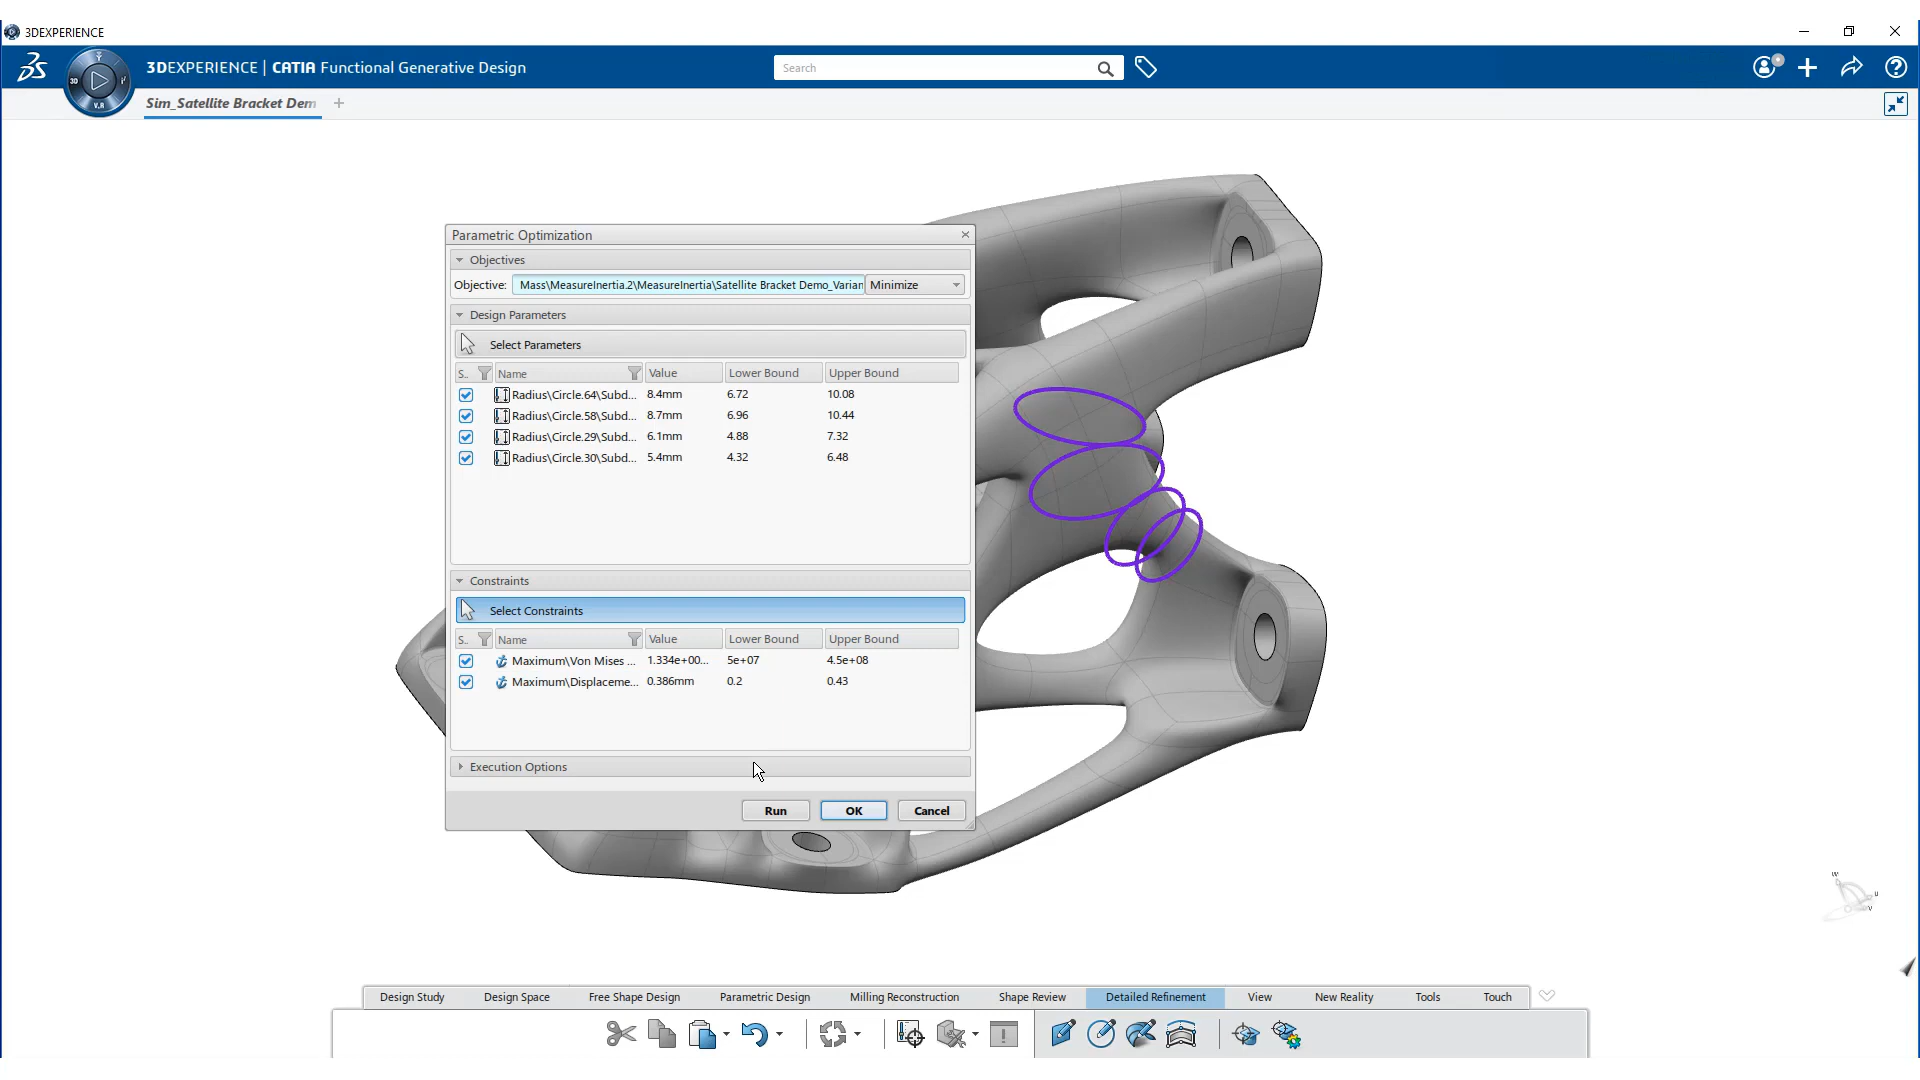 3DEXPERIENCE
3DEXPERIENCE | CATIA Functional Generative Design
Search
3D
V.R
Sim_Satellite Bracket Dem
Parametric Optimization
Objectives
Objective: Mass\MeasureInertia.2\MeasureInertia\Satellite Bracket Demo_Varian Minimize
Design Parameters
Select Parameters
S.. Name Value Lower Bound Upper Bound
Radius\Circle.64\Subd... 8.4mm 6.72 10.08
Radius\Circle.58\Subd... 8.7mm 6.96 10.44
Radius\Circle.29\Subd... 6.1mm 4.88 7.32
Radius\Circle.30\Subd... 5.4mm 4.32 6.48
Constraints
Select Constraints
S.. Name Value Lower Bound Upper Bound
Maximum\Von Mises ... 1.334e+00... 5e+07 4.5e+08
Maximum\Displaceme... 0.386mm 0.2 0.43
Execution Options
Run OK Cancel
W
U
V
Design Study Design Space Free Shape Design Parametric Design Milling Reconstruction Shape Review Detailed Refinement View New Reality Tools Touch